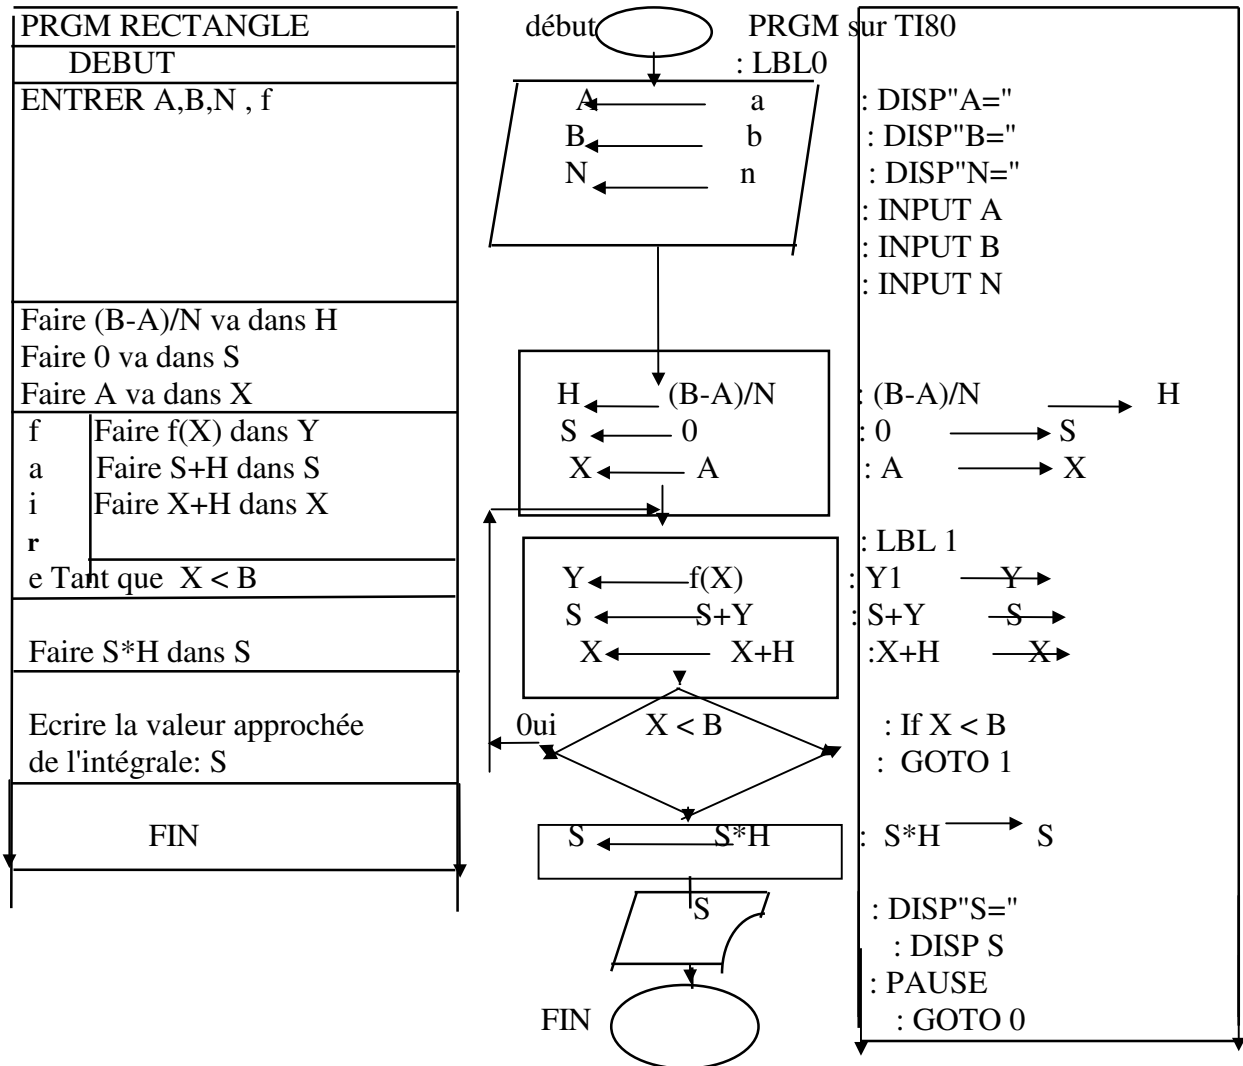 PRGM RECTANGLE
DEBUT
ENTRER A,B,N , f
Faire (B-A)/N va dans H
Faire 0 va dans S
Faire A va dans X
f Faire f(X) dans Y
a Faire S+H dans S
i Faire X+H dans X
r
e Tant que X < B
Faire S*H dans S
Ecrire la valeur approchée
de l'intégrale: S
FIN
début
A a
B b
N n
H (B-A)/N
S 0
X A
Y f(X)
S S+Y
X X+H
0ui X < B
S S*H
S
FIN
PRGM sur TI80
: LBL0
: DISP"A="
: DISP"B="
: DISP"N="
: INPUT A
: INPUT B
: INPUT N
: (B-A)/N H
: 0 S
: A X
: LBL 1
: Y1 Y
: S+Y S
:X+H X
: If X < B
: GOTO 1
: S*H S
: DISP"S="
: DISP S
: PAUSE
: GOTO 0